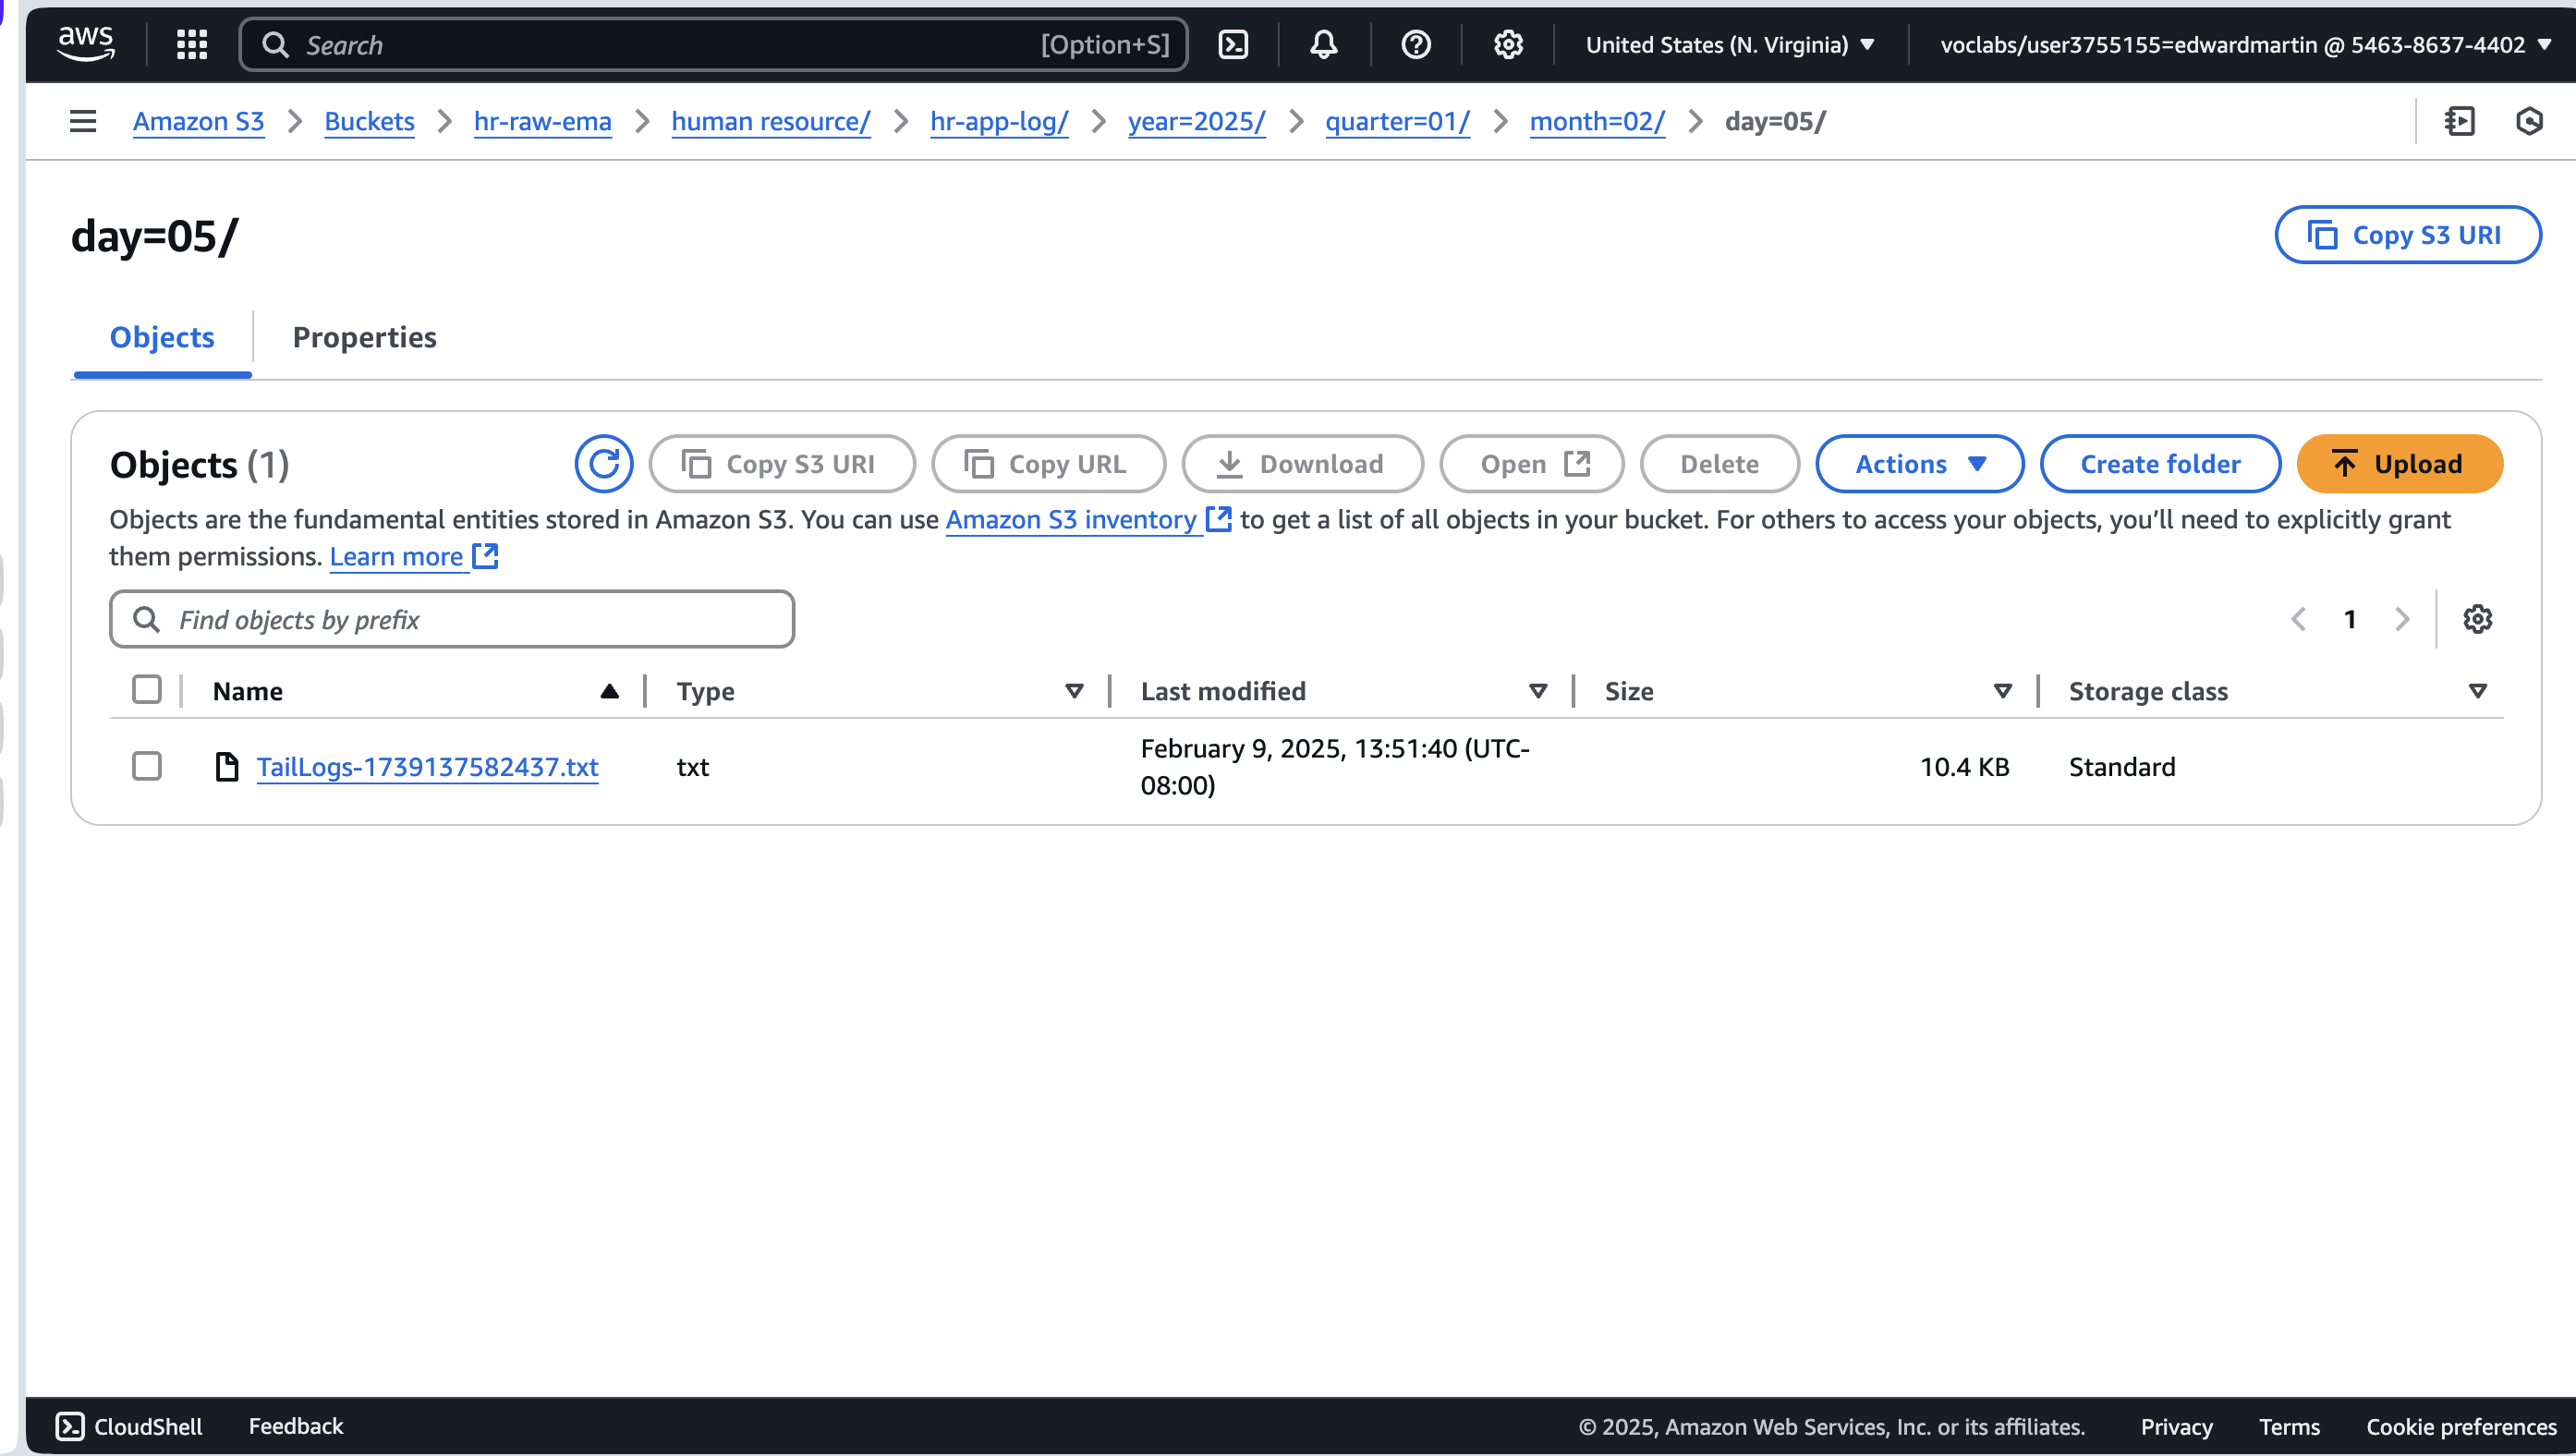 aws Search [Option+S] United States (N. Virginia) voclabs/user3755155=edwardmartin @ 5463-8637-4402
Amazon S3 > Buckets > hr-raw-ema > human resource/ > hr-app-log/ > year=2025/ > quarter=01/ > month=02/ > day=05/
day=05/ Copy S3 URI
Objects Properties
Objects (1) Copy S3 URI Copy URL Download Open Delete Actions Create folder Upload
Objects are the fundamental entities stored in Amazon S3. You can use Amazon S3 inventory to get a list of all objects in your bucket. For others to access your objects, you’ll need to explicitly grant
them permissions. Learn more
Find objects by prefix 1
Name Type Last modified Size Storage class
TailLogs-1739137582437.txt txt February 9, 2025, 13:51:40 (UTC-
08:00) 10.4 KB Standard
CloudShell Feedback © 2025, Amazon Web Services, Inc. or its affiliates. Privacy Terms Cookie preferences